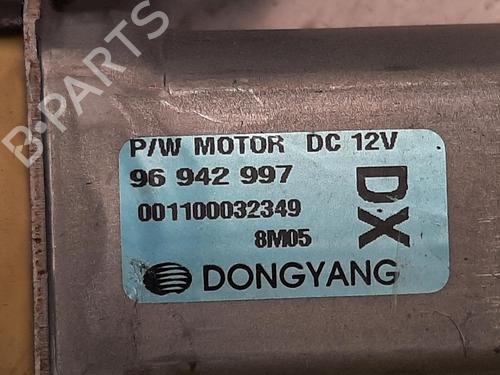 B-PARTS
P/W MOTOR DC 12V
96 942 997
001100032349
8M05
DX
DONGYANG